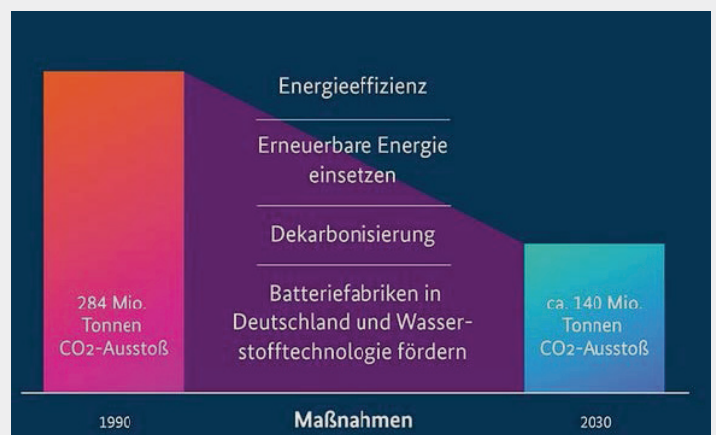 Energieeffizienz
Erneuerbare Energie
einsetzen
Dekarbonisierung
Batteriefabriken in
Deutschland und Wasser-
stofftechnologie fördern
284 Mio.
Tonnen
CO2-Ausstoß
ca. 140 Mio.
Tonnen
CO2-Ausstoß
1990
Maßnahmen
2030